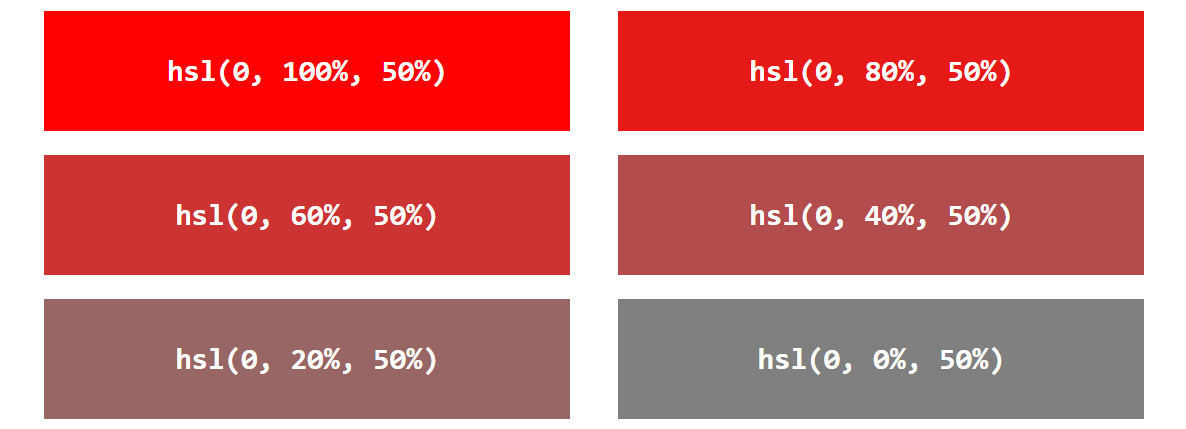 hsl(0, 100%, 50%)
hsl(0, 80%, 50%)
hsl(0, 60%, 50%)
hsl(0, 40%, 50%)
hsl(0, 20%, 50%)
hsl(0, 0%, 50%)